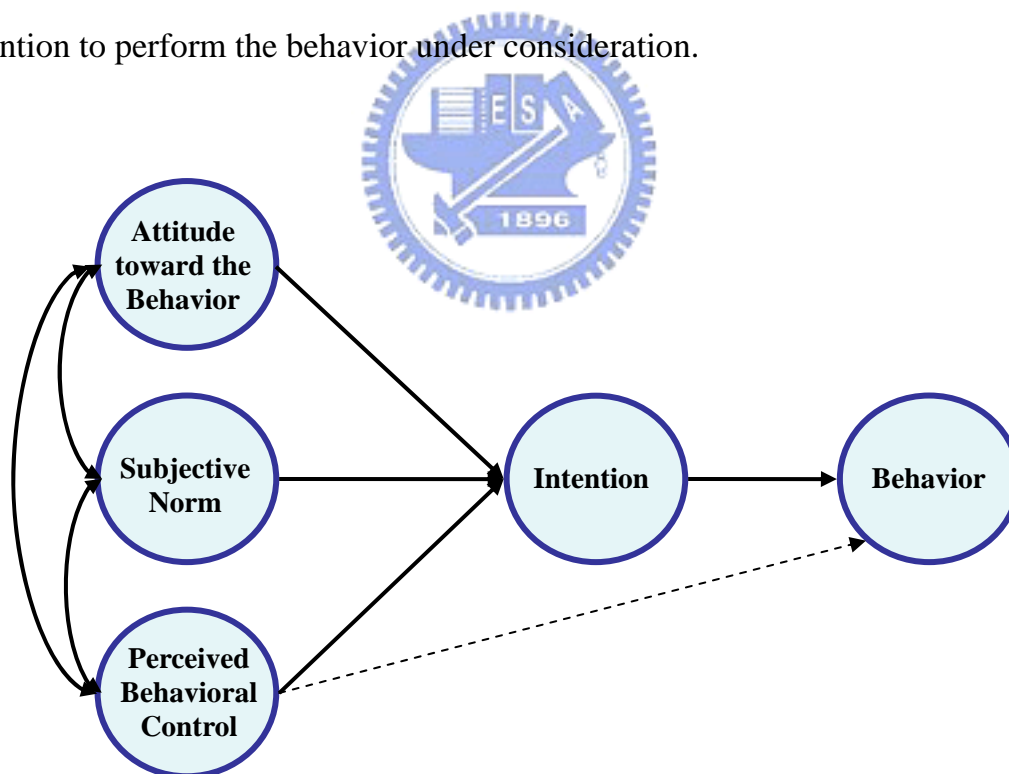 ntion to perform the behavior under consideration.
E S A
1896
Attitude
toward the
Behavior
Subjective
Norm
Intention
Behavior
Perceived
Behavioral
Control